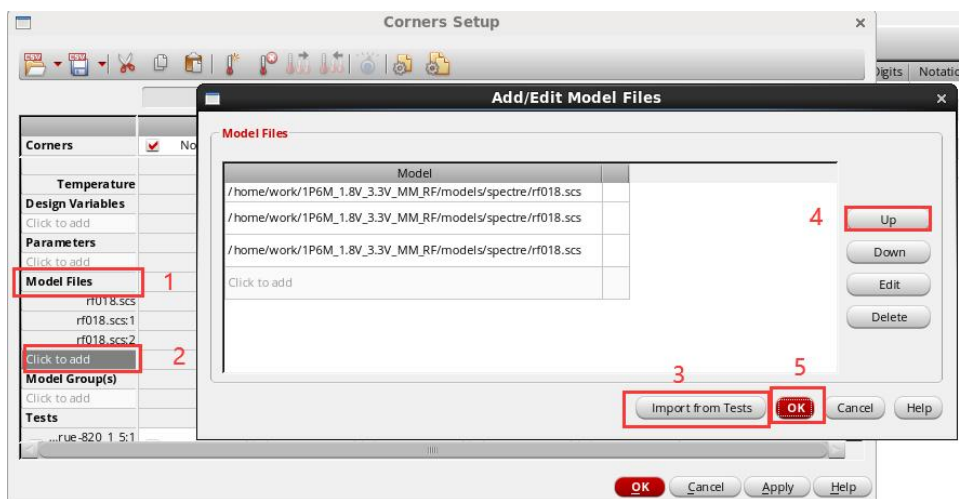 Corners Setup
Digits Notatic
Add/Edit Model Files
Model Files
Corners No
Model
Temperature
/home/work/1P6M_1.8V_3.3V_MM_RF/models/spectre/rf018.scs
Design Variables
/home/work/1P6M_1.8V_3.3V_MM_RF/models/spectre/rf018.scs
4
Up
Click to add
Parameters
/home/work/1P6M_1.8V_3.3V_MM_RF/models/spectre/rf018.scs
Down
Click to add
Model Files
1
Click to add
Edit
rf018.scs
rf018.scs:1
Delete
rf018.scs:2
Click to add
2
Model Group(s)
3
5
Click to add
Import from Tests
OK
Cancel
Help
Tests
...rue-820_1_5:1
OK
Cancel
Apply
Help